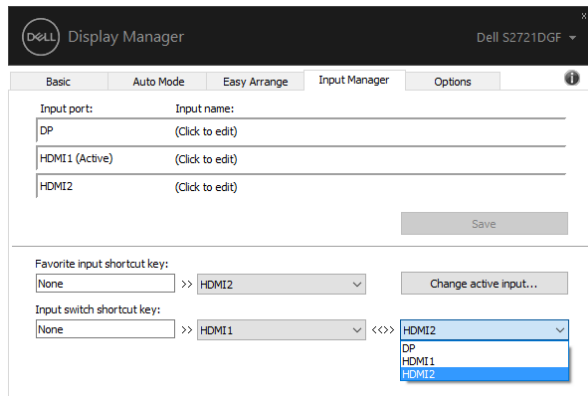 x
DELL Display Manager Dell S2721DGF
Basic Auto Mode Easy Arrange Input Manager Options i
Input port: Input name:
DP (Click to edit)
HDMI1 (Active) (Click to edit)
HDMI2 (Click to edit)
Save
Favorite input shortcut key:
None >> HDMI2 Change active input...
Input switch shortcut key:
None >> HDMI1 <<>> HDMI2
DP
HDMI1
HDMI2